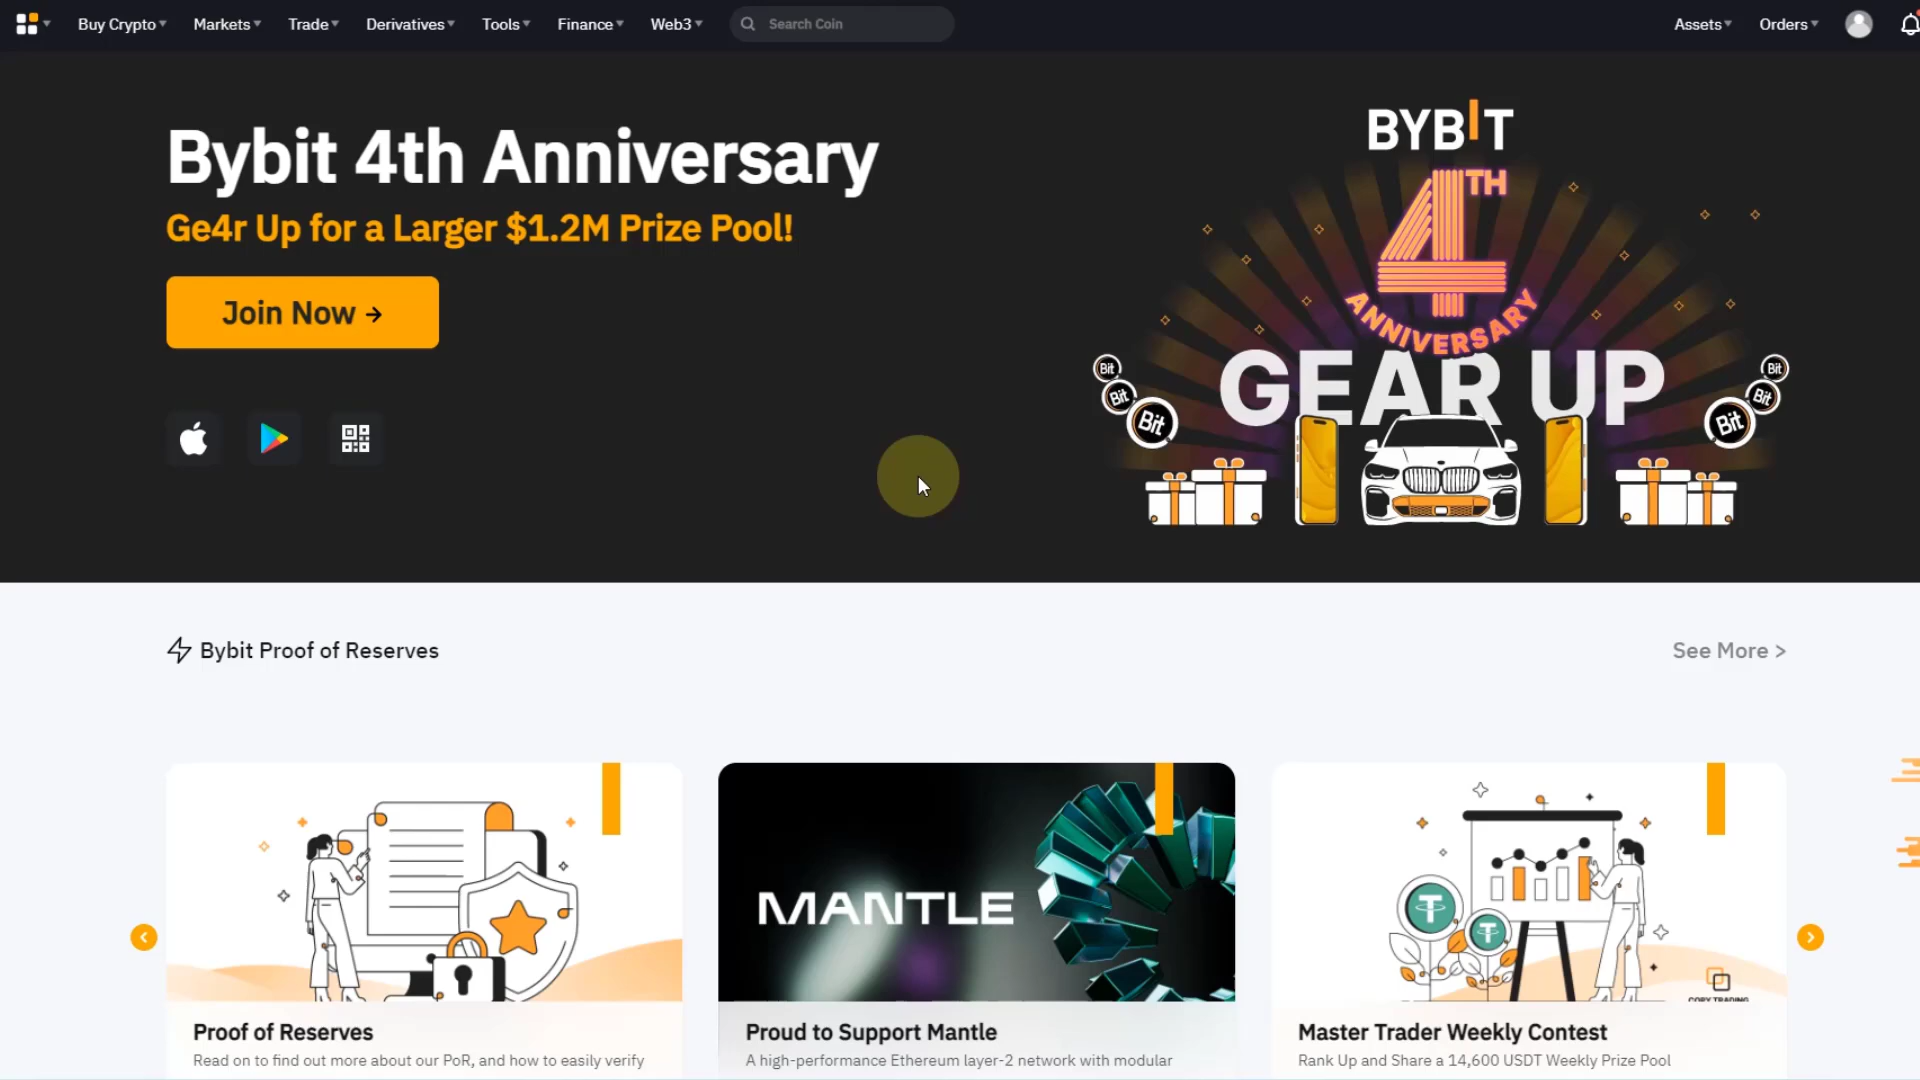 Buy Crypto
Markets
Trade
Derivatives
Tools
Finance
Web3
Search Coin
Assets
Orders
Bybit 4th Anniversary
Ge4r Up for a Larger $1.2M Prize Pool!
Join Now →
BYBIT
4TH
ANNIVERSARY
GEAR UP
Bit
Bit
Bit
Bit
Bit
Bit
Bybit Proof of Reserves
See More >
MANTLE
COPY TRADING
Proof of Reserves
Read on to find out more about our PoR, and how to easily verify
Proud to Support Mantle
A high-performance Ethereum layer-2 network with modular
Master Trader Weekly Contest
Rank Up and Share a 14,600 USDT Weekly Prize Pool